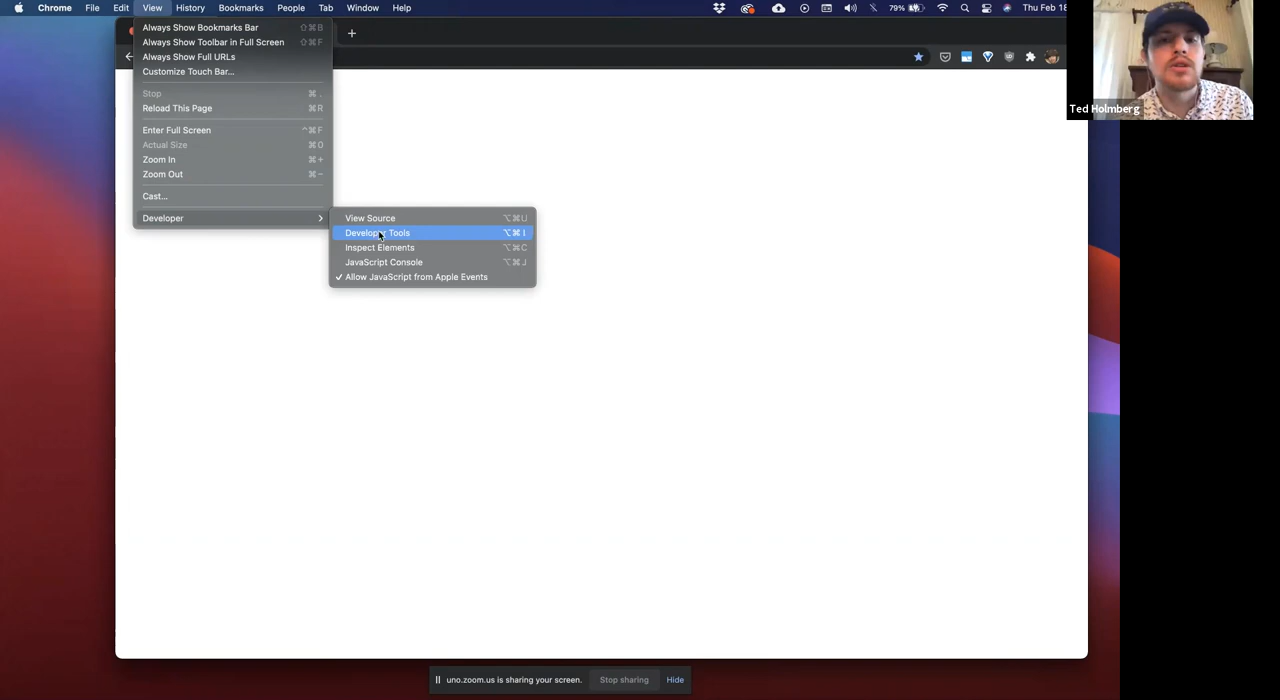 Chrome File Edit View History Bookmarks People Tab Window Help 79% Thu Feb 18
Always Show Bookmarks Bar ⇧⌘B
Always Show Toolbar in Full Screen ⇧⌘F
Always Show Full URLs
Customize Touch Bar...
Stop ⌘.
Reload This Page ⌘R
Enter Full Screen ^⌘F
Actual Size ⌘0
Zoom In ⌘+
Zoom Out ⌘−
Cast...
Developer
View Source ⌥⌘U
Developer Tools ⌥⌘I
Inspect Elements ⌥⌘C
JavaScript Console ⌥⌘J
✓ Allow JavaScript from Apple Events
Ted Holmberg
uno.zoom.us is sharing your screen. Stop sharing Hide